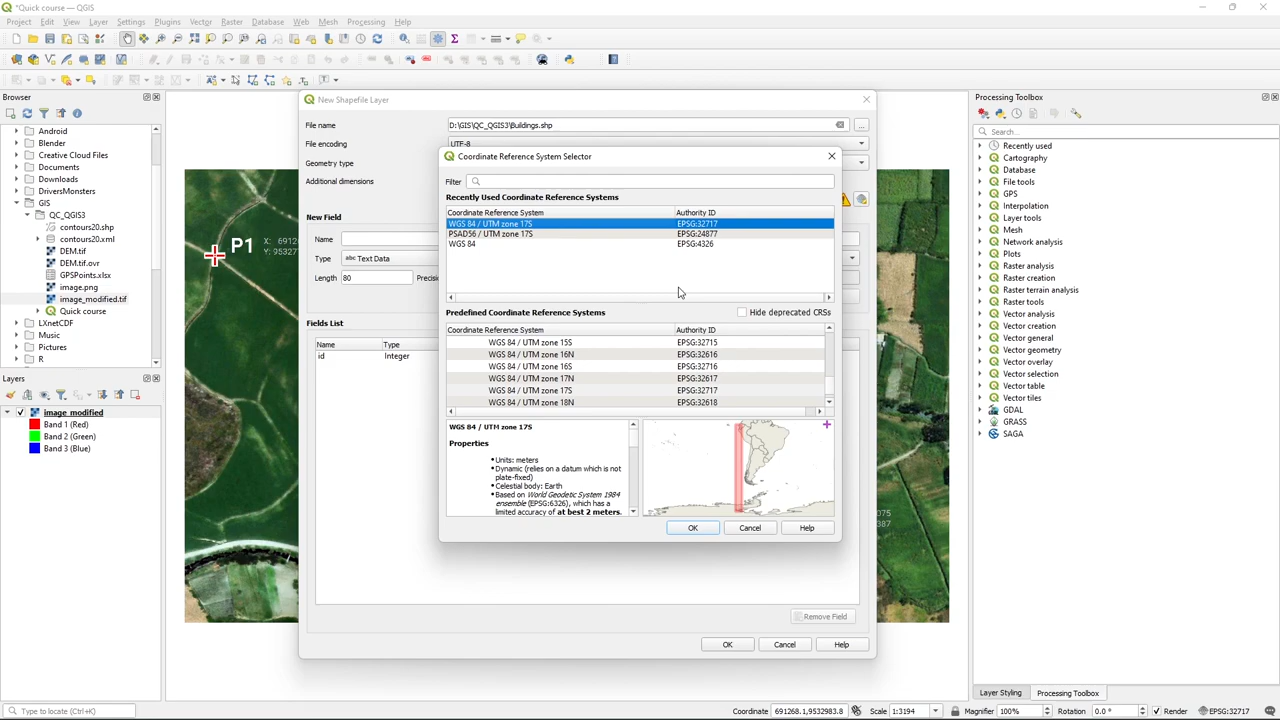 *Quick course — QGIS
Project Edit View Layer Settings Plugins Vector Raster Database Web Mesh Processing Help
Browser
Android
Blender
Creative Cloud Files
Documents
Downloads
DriversMonsters
GIS
QC_QGIS3
contours20.shp
contours20.xml
DEM.tif
DEM.tif.ovr
GPSPoints.xlsx
image.png
image_modified.tif
Quick course
LXnetCDF
Music
Pictures
R
Layers
image_modified
Band 1 (Red)
Band 2 (Green)
Band 3 (Blue)
P1
X: 69126
Y: 95327
New Shapefile Layer
File name D:\GIS\QC_QGIS3\Buildings.shp ...
File encoding UTF-8
Geometry type
Additional dimensions
New Field
Name
Type abc Text Data
Length 80 Precisio
Fields List
Name Type
id Integer
Remove Field
OK Cancel Help
Coordinate Reference System Selector
Filter
Recently Used Coordinate Reference Systems
Coordinate Reference System Authority ID
WGS 84 / UTM zone 17S EPSG:32717
PSAD56 / UTM zone 17S EPSG:24877
WGS 84 EPSG:4326
Predefined Coordinate Reference Systems Hide deprecated CRSs
Coordinate Reference System Authority ID
WGS 84 / UTM zone 15S EPSG:32715
WGS 84 / UTM zone 16N EPSG:32616
WGS 84 / UTM zone 16S EPSG:32716
WGS 84 / UTM zone 17N EPSG:32617
WGS 84 / UTM zone 17S EPSG:32717
WGS 84 / UTM zone 18N EPSG:32618
WGS 84 / UTM zone 17S
Properties
Units: meters
Dynamic (relies on a datum which is not
plate-fixed)
Celestial body: Earth
Based on World Geodetic System 1984
ensemble (EPSG:6326), which has a
limited accuracy of at best 2 meters.
OK Cancel Help
075
387
Processing Toolbox
Search...
Recently used
Cartography
Database
File tools
GPS
Interpolation
Layer tools
Mesh
Network analysis
Plots
Raster analysis
Raster creation
Raster terrain analysis
Raster tools
Vector analysis
Vector creation
Vector general
Vector geometry
Vector overlay
Vector selection
Vector table
Vector tiles
GDAL
GRASS
SAGA
Layer Styling Processing Toolbox
Type to locate (Ctrl+K) Coordinate 691268.1,9532983.8 Scale 1:3194 Magnifier 100% Rotation 0.0 ° Render EPSG:32717